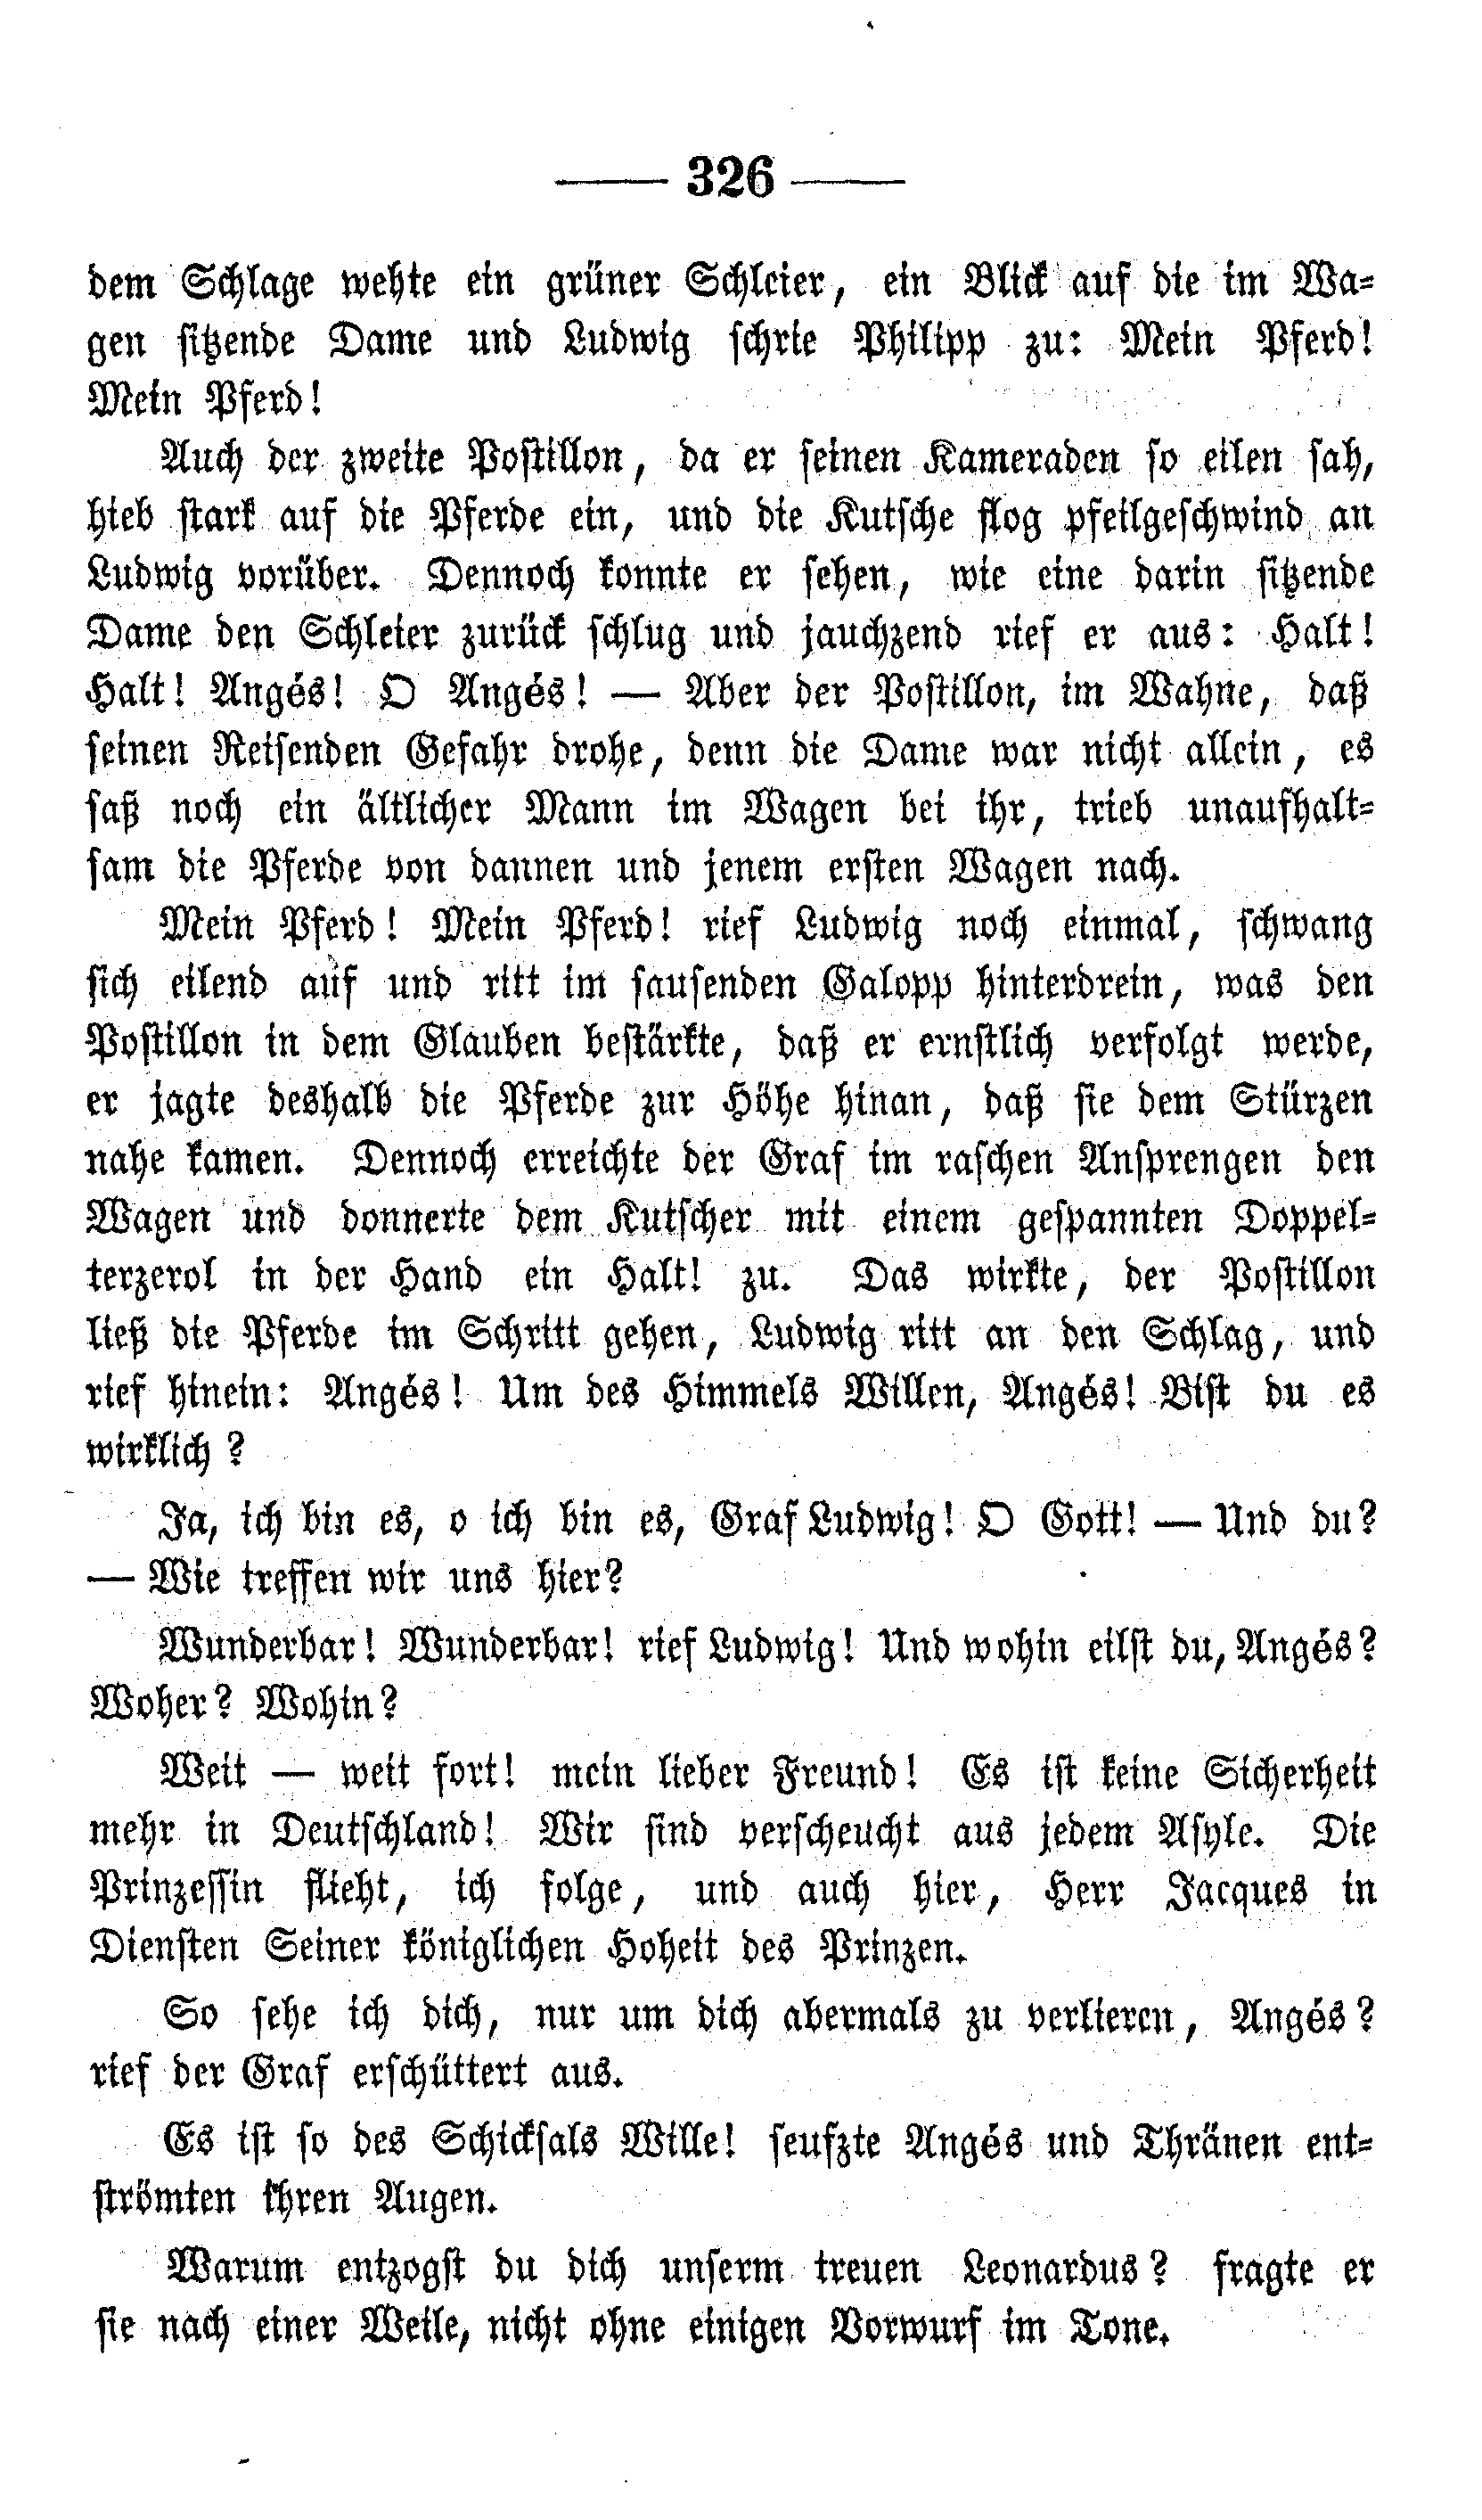 — 326 —
dem Schlage wehte ein grüner Schleier, ein Blick auf die im Wa=
gen sitzende Dame und Ludwig schrie Philipp zu: Mein Pferd!
Mein Pferd!
Auch der zweite Postillon, da er seinen Kameraden so eilen sah,
hieb stark auf die Pferde ein, und die Kutsche flog pfeilgeschwind an
Ludwig vorüber. Dennoch konnte er sehen, wie eine darin sitzende
Dame den Schleier zurück schlug und jauchzend rief er aus: Halt!
Halt! Angés! O Angés! — Aber der Postillon, im Wahne, daß
seinen Reisenden Gefahr drohe, denn die Dame war nicht allein, es
saß noch ein ältlicher Mann im Wagen bei ihr, trieb unaufhalt=
sam die Pferde von dannen und jenem ersten Wagen nach.
Mein Pferd! Mein Pferd! rief Ludwig noch einmal, schwang
sich eilend auf und ritt im sausenden Galopp hinterdrein, was den
Postillon in dem Glauben bestärkte, daß er ernstlich verfolgt werde,
er jagte deshalb die Pferde zur Höhe hinan, daß sie dem Stürzen
nahe kamen. Dennoch erreichte der Graf im raschen Ansprengen den
Wagen und donnerte dem Kutscher mit einem gespannten Doppel=
terzerol in der Hand ein Halt! zu. Das wirkte, der Postillon
ließ die Pferde im Schritt gehen, Ludwig ritt an den Schlag, und
rief hinein: Angés! Um des Himmels Willen, Angés! Bist du es
wirklich?
Ja, ich bin es, o ich bin es, Graf Ludwig! O Gott! — Und du?
— Wie treffen wir uns hier?
Wunderbar! Wunderbar! rief Ludwig! Und wohin eilst du, Angés?
Woher? Wohin?
Weit — weit fort! mein lieber Freund! Es ist keine Sicherheit
mehr in Deutschland! Wir sind verscheucht aus jedem Asyle. Die
Prinzessin flieht, ich folge, und auch hier, Herr Jacques in
Diensten Seiner königlichen Hoheit des Prinzen.
So sehe ich dich, nur um dich abermals zu verlieren, Angés?
rief der Graf erschüttert aus.
Es ist so des Schicksals Wille! seufzte Angés und Thränen ent=
strömten ihren Augen.
Warum entzogst du dich unserm treuen Leonardus? fragte er
sie nach einer Weile, nicht ohne einigen Vorwurf im Tone.